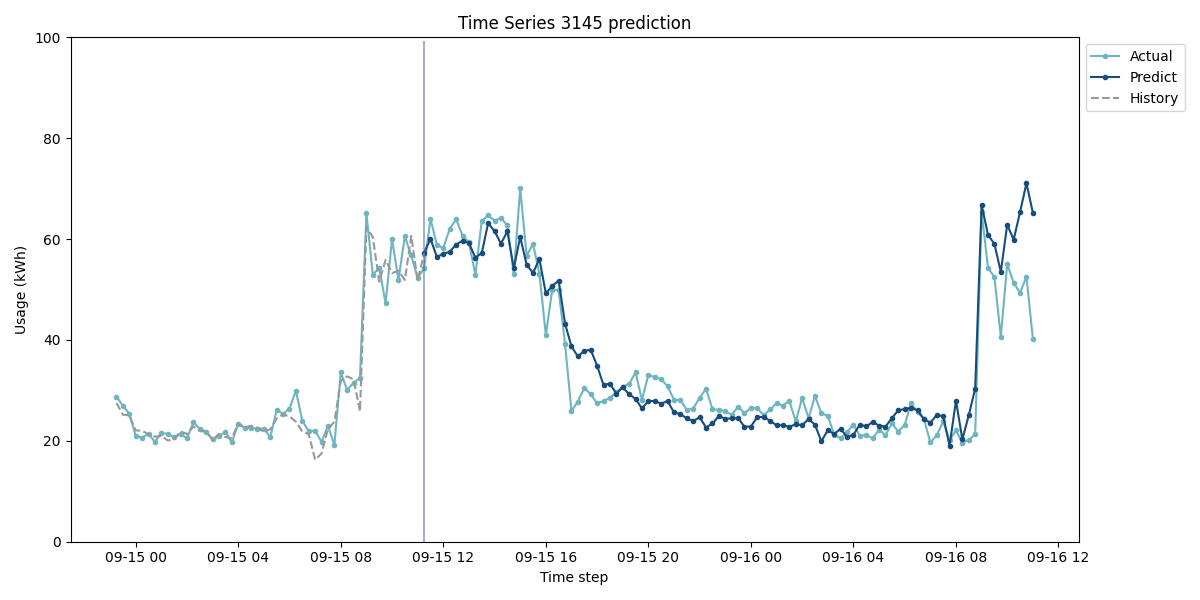 Time Series 3145 prediction
100
80
60
40
20
0
Usage (kWh)
09-15 00
09-15 04
09-15 08
09-15 12
09-15 16
09-15 20
09-16 00
09-16 04
09-16 08
09-16 12
Time step
Actual
Predict
History